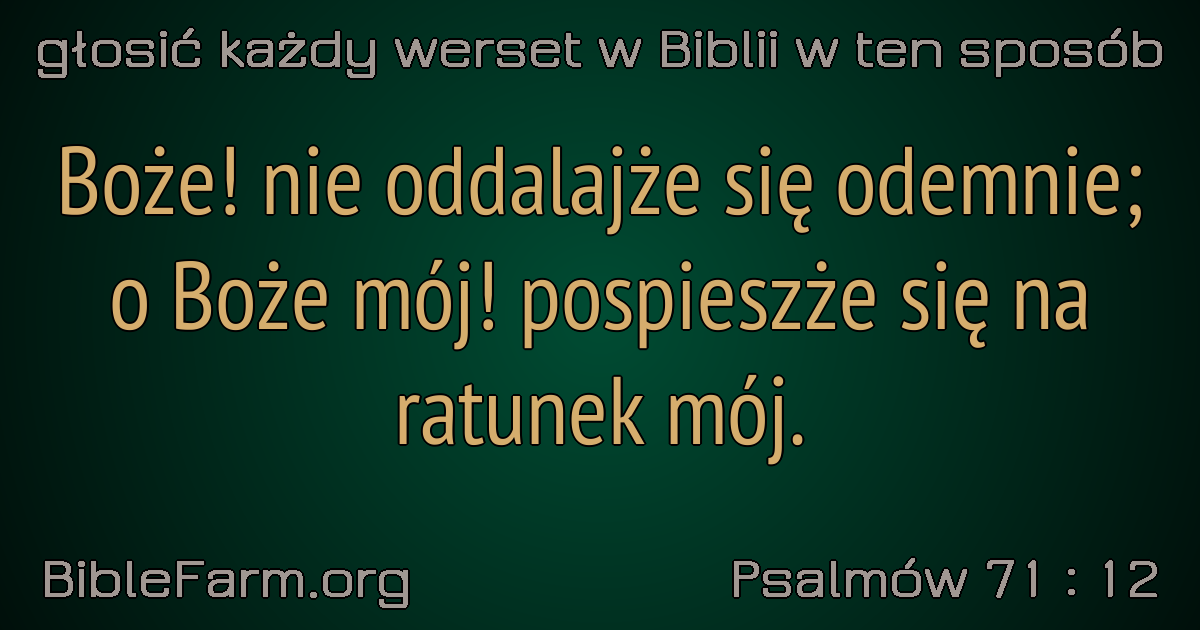 głosić każdy werset w Biblii w ten sposób
Boże! nie oddalajże się odemnie;
o Boże mój! pospieszże się na
ratunek mój.
BibleFarm.org
Psalmów 71 : 12